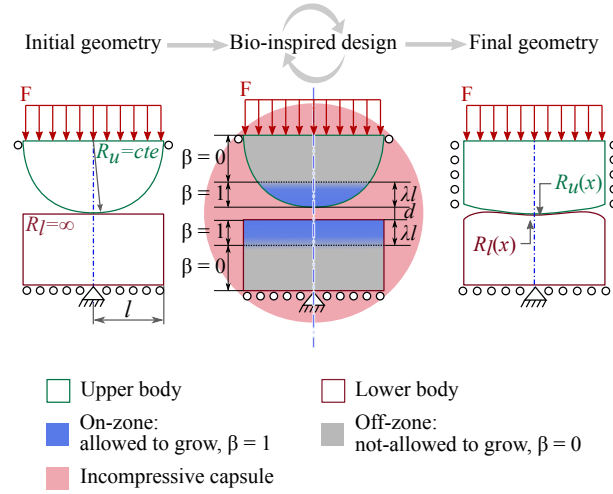 Initial geometry
Bio-inspired design
Final geometry
F
F
F
R_u=cte
R_l=∞
l
β = 0
β = 1
β = 1
β = 0
λl
d
λl
R_u(x)
R_l(x)
Upper body
Lower body
On-zone:
allowed to grow, β = 1
Off-zone:
not-allowed to grow, β = 0
Incompressive capsule